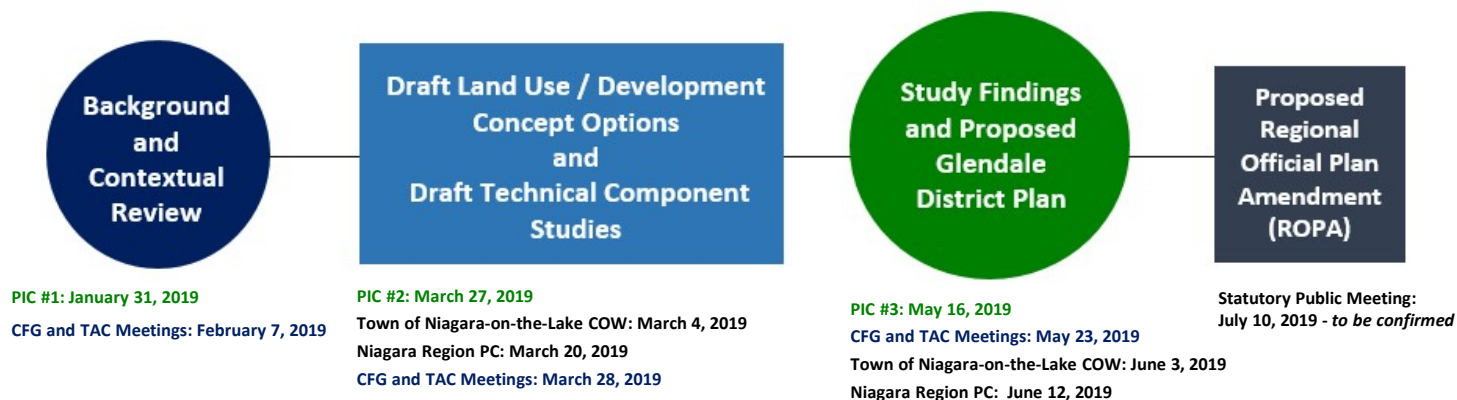 Background
and
Contextual
Review
Draft Land Use / Development
Concept Options
and
Draft Technical Component
Studies
Study Findings
and Proposed
Glendale
District Plan
Proposed
Regional
Official Plan
Amendment
(ROPA)
PIC #1: January 31, 2019
CFG and TAC Meetings: February 7, 2019
PIC #2: March 27, 2019
Town of Niagara-on-the-Lake COW: March 4, 2019
Niagara Region PC: March 20, 2019
CFG and TAC Meetings: March 28, 2019
PIC #3: May 16, 2019
CFG and TAC Meetings: May 23, 2019
Town of Niagara-on-the-Lake COW: June 3, 2019
Niagara Region PC: June 12, 2019
Statutory Public Meeting:
July 10, 2019 - to be confirmed